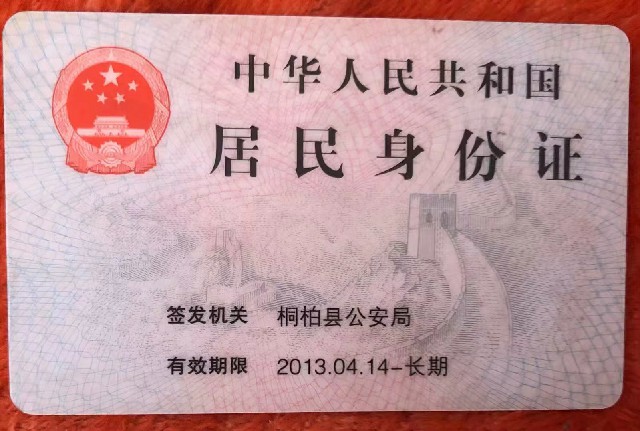 中华人民共和国
居民身份证
签发机关 桐柏县公安局
有效期限 2013.04.14-长期